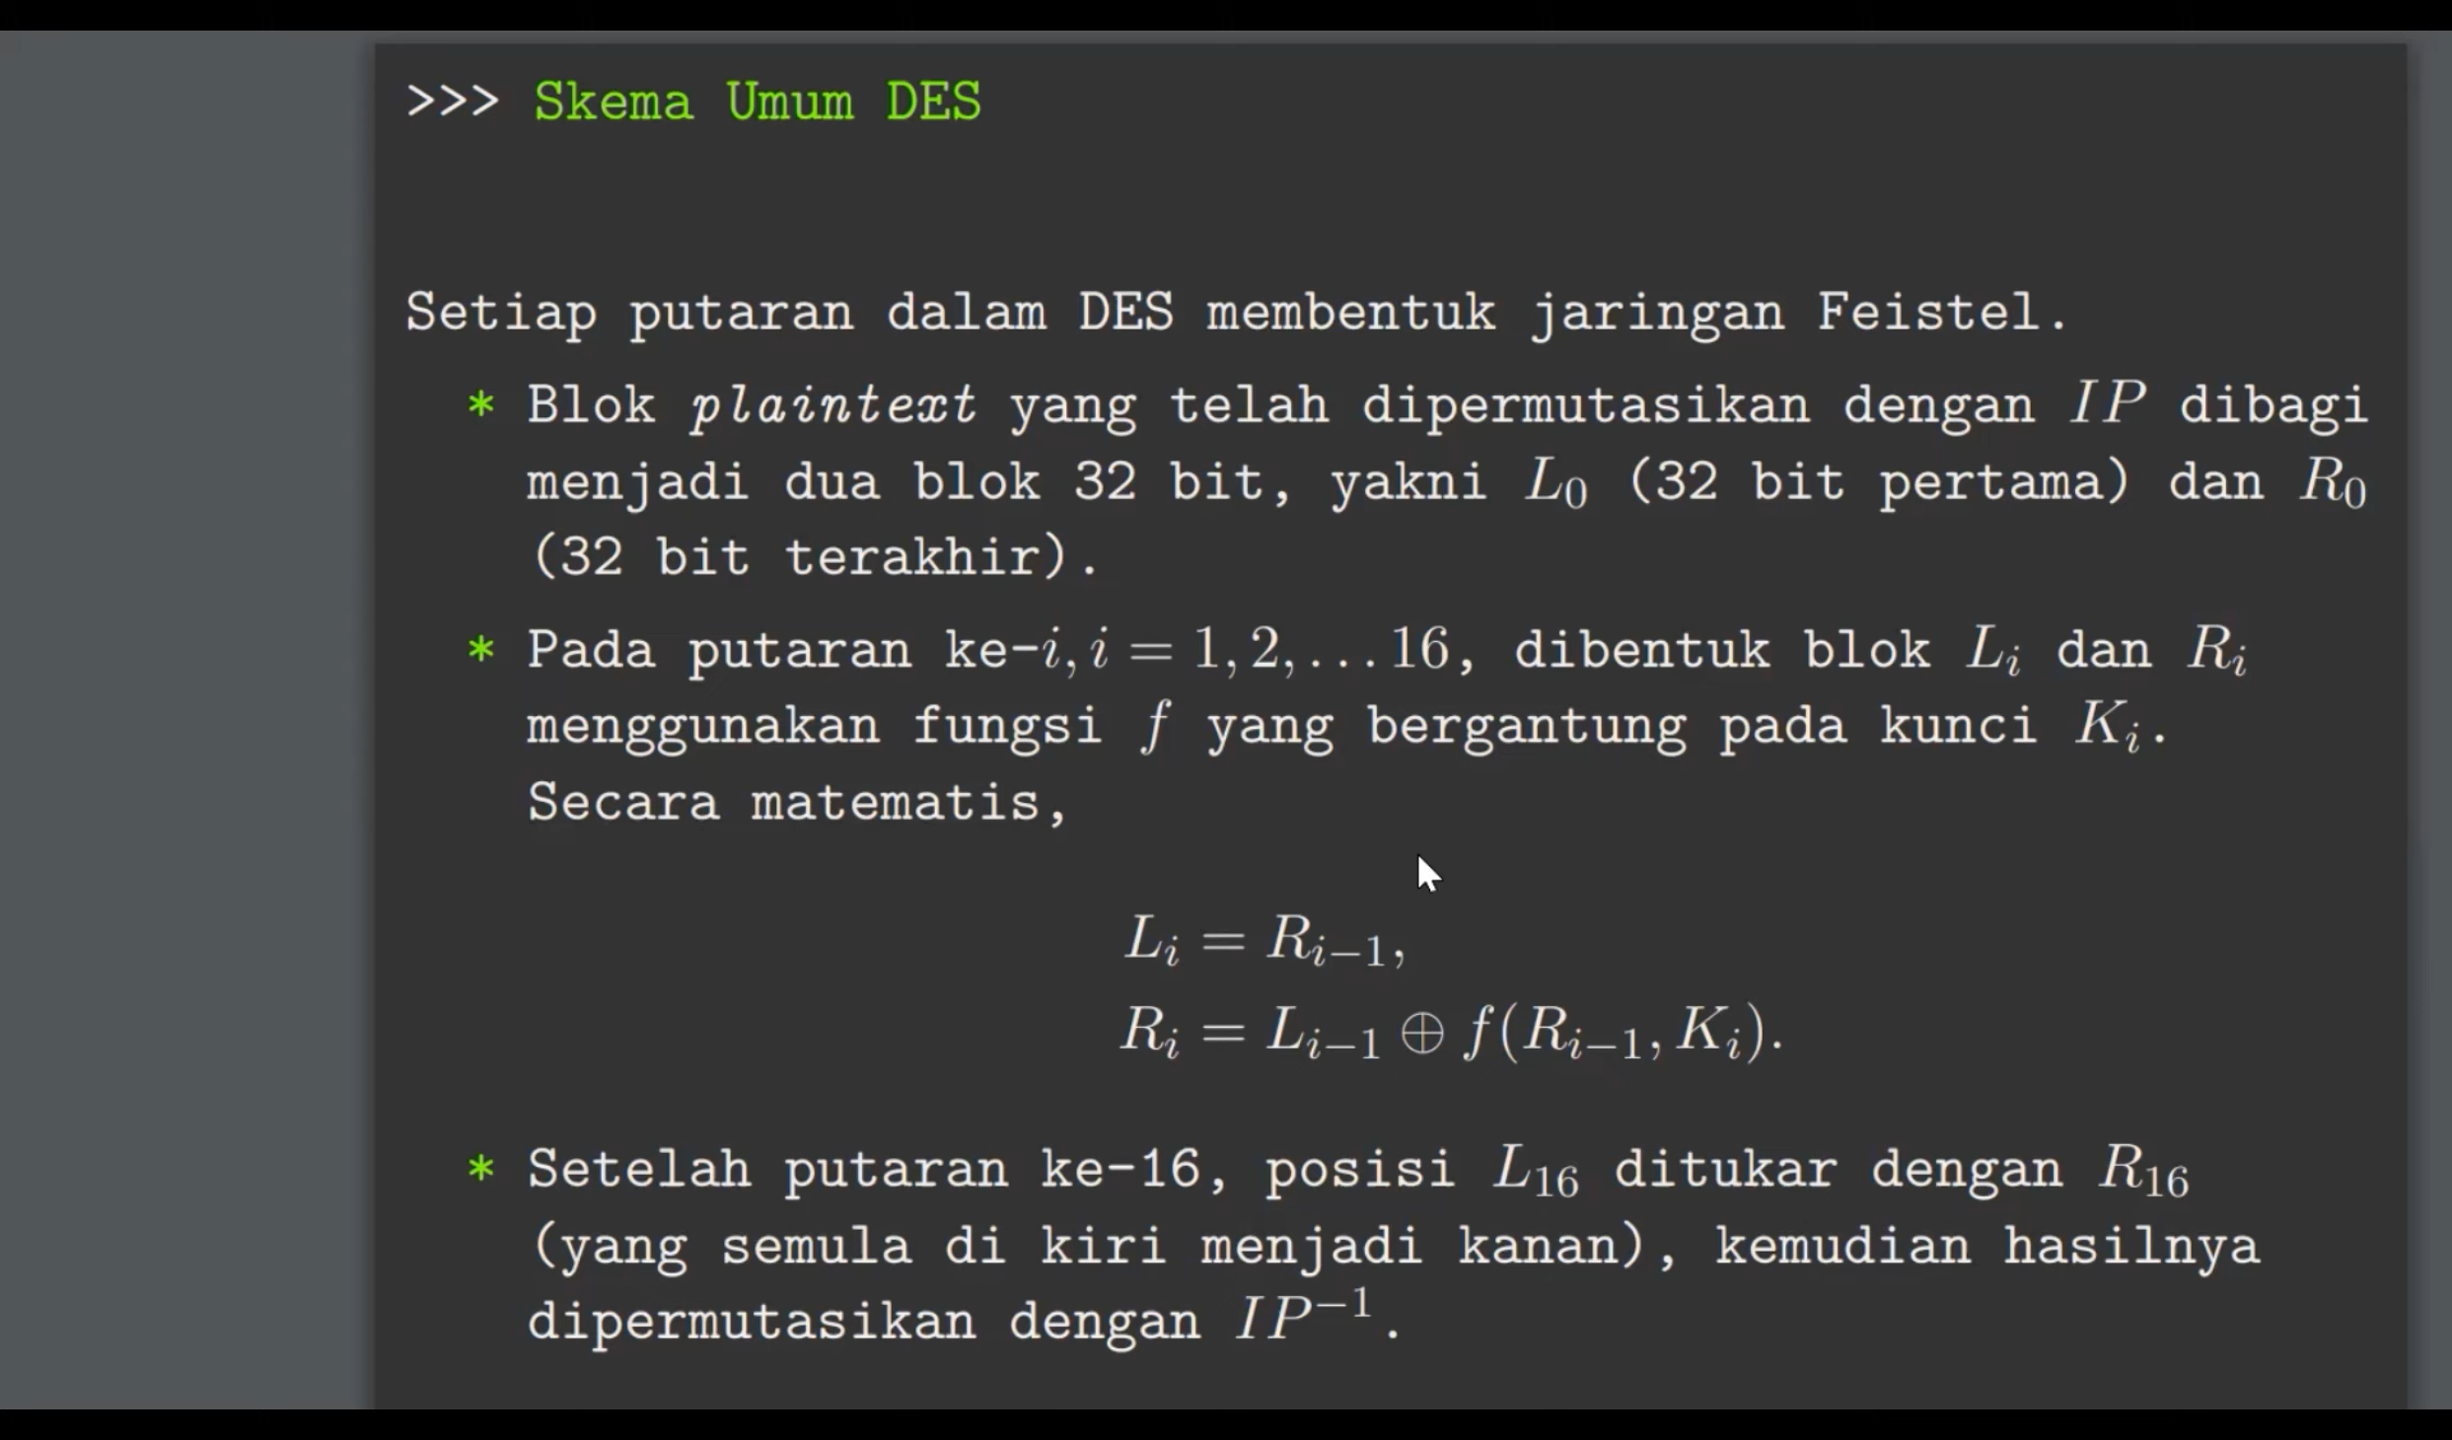 >>> Skema Umum DES
Setiap putaran dalam DES membentuk jaringan Feistel.
* Blok plaintext yang telah dipermutasikan dengan IP dibagi
menjadi dua blok 32 bit, yakni L₀ (32 bit pertama) dan R₀
(32 bit terakhir).
* Pada putaran ke-i, i = 1, 2, ... 16, dibentuk blok Lᵢ dan Rᵢ
menggunakan fungsi f yang bergantung pada kunci Kᵢ.
Secara matematis,
Lᵢ = Rᵢ₋₁,
Rᵢ = Lᵢ₋₁ ⊕ f(Rᵢ₋₁, Kᵢ).
* Setelah putaran ke-16, posisi L₁₆ ditukar dengan R₁₆
(yang semula di kiri menjadi kanan), kemudian hasilnya
dipermutasikan dengan IP⁻¹.